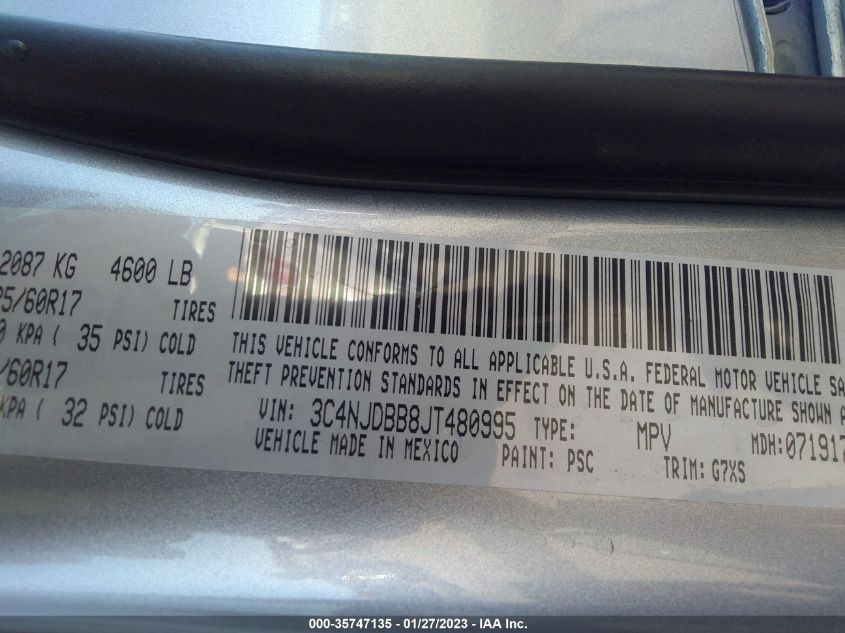 2087 KG 4600 LB
5/60R17 TIRES
0 KPA ( 35 PSI) COLD
/60R17 TIRES
KPA ( 32 PSI) COLD
THIS VEHICLE CONFORMS TO ALL APPLICABLE U.S.A. FEDERAL MOTOR VEHICLE SA
THEFT PREVENTION STANDARDS IN EFFECT ON THE DATE OF MANUFACTURE SHOWN A
VIN: 3C4NJDBB8JT480995 TYPE: MPV MDH:071917
VEHICLE MADE IN MEXICO PAINT: PSC TRIM: G7XS
000-35747135 - 01/27/2023 - IAA Inc.